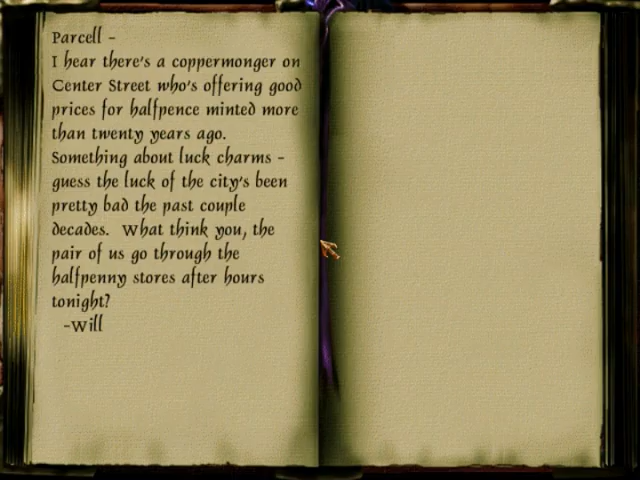 Parcell -
I hear there's a coppermonger on
Center Street who's offering good
prices for halfpence minted more
than twenty years ago.
Something about luck charms -
guess the luck of the city's been
pretty bad the past couple
decades.  What think you, the
pair of us go through the
halfpenny stores after hours
tonight?
-Will